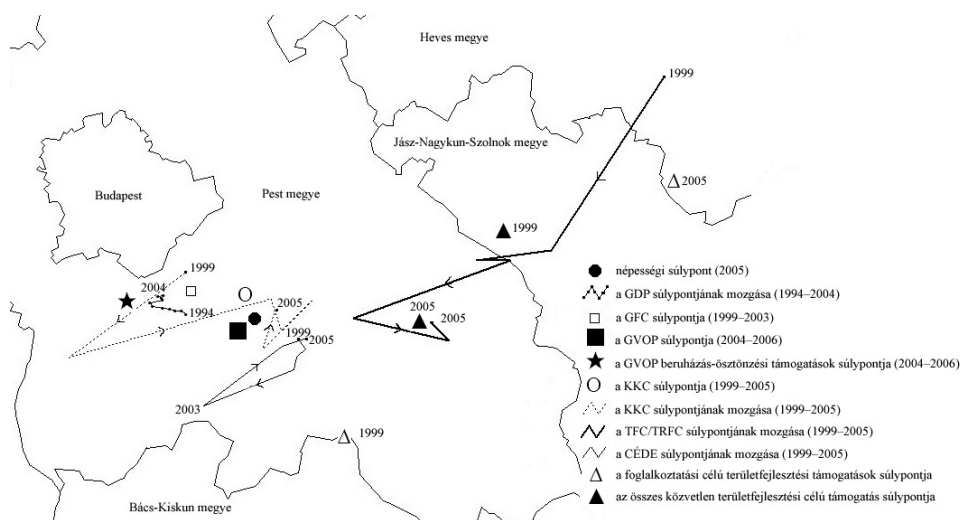 Heves megye
1999
Jász-Nagykun-Szolnok megye
2005
Budapest
Pest megye
1999
1999
2004
1994
2005
1999
2005
2005
2005
2003
1999
Bács-Kiskun megye
népességi súlypont (2005)
a GDP súlypontjának mozgása (1994–2004)
a GFC súlypontja (1999–2003)
a GVOP súlypontja (2004–2006)
a GVOP beruházás-ösztönzési támogatások súlypontja (2004–2006)
a KKC súlypontja (1999–2005)
a KKC súlypontjának mozgása (1999–2005)
a TFC/TRFC súlypontjának mozgása (1999–2005)
a CÉDE súlypontjának mozgása (1999–2005)
a foglalkoztatási célú területfejlesztési támogatások súlypontja
az összes közvetlen területfejlesztési célú támogatás súlypontja